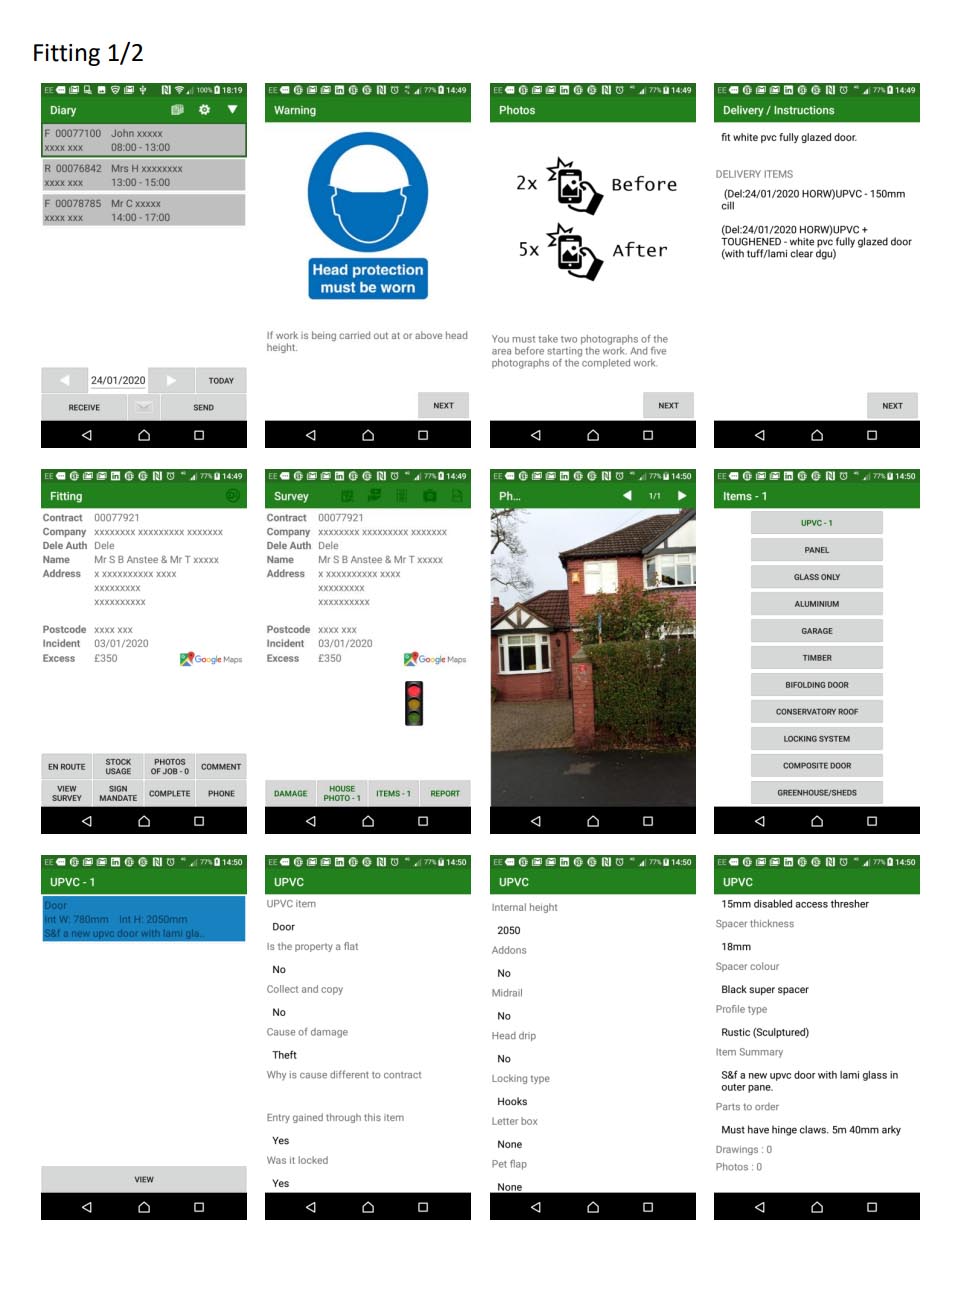 Fitting 1/2
EE 100% 18:19
Diary
F 00077100 John xxxxx
xxxx xxx 08:00 - 13:00
R 00076842 Mrs H xxxxxxxx
xxxx xxx 13:00 - 15:00
F 00078785 Mr C xxxxx
xxxx xxx 14:00 - 17:00
24/01/2020 TODAY
RECEIVE SEND
EE 77% 14:49
Warning
Head protection
must be worn
If work is being carried out at or above head
height.
NEXT
EE 77% 14:49
Photos
2x Before
5x After
You must take two photographs of the
area before starting the work. And five
photographs of the completed work.
NEXT
EE 77% 14:49
Delivery / Instructions
fit white pvc fully glazed door.
DELIVERY ITEMS
(Del:24/01/2020 HORW)UPVC - 150mm
cill
(Del:24/01/2020 HORW)UPVC +
TOUGHENED - white pvc fully glazed door
(with tuff/lami clear dgu)
NEXT
EE 77% 14:49
Fitting
Contract 00077921
Company xxxxxxxx xxxxxxxxx xxxxxxx
Dele Auth Dele
Name Mr S B Anstee & Mr T xxxxx
Address x xxxxxxxxxx xxxx
xxxxxxxxx
xxxxxxxxxx
Postcode xxxx xxx
Incident 03/01/2020
Excess £350 Google Maps
EN ROUTE STOCK USAGE PHOTOS OF JOB - 0 COMMENT
VIEW SURVEY SIGN MANDATE COMPLETE PHONE
EE 77% 14:49
Survey
Contract 00077921
Company xxxxxxxx xxxxxxxxx xxxxxxx
Dele Auth Dele
Name Mr S B Anstee & Mr T xxxxx
Address x xxxxxxxxxx xxxx
xxxxxxxxx
xxxxxxxxxx
Postcode xxxx xxx
Incident 03/01/2020
Excess £350 Google Maps
DAMAGE HOUSE PHOTO - 1 ITEMS - 1 REPORT
EE 77% 14:50
Ph... 1/1
EE 77% 14:50
Items - 1
UPVC - 1
PANEL
GLASS ONLY
ALUMINIUM
GARAGE
TIMBER
BIFOLDING DOOR
CONSERVATORY ROOF
LOCKING SYSTEM
COMPOSITE DOOR
GREENHOUSE/SHEDS
EE 77% 14:50
UPVC - 1
Door
Int W: 780mm Int H: 2050mm
S&f a new upvc door with lami gla..
VIEW
EE 77% 14:50
UPVC
UPVC item
Door
Is the property a flat
No
Collect and copy
No
Cause of damage
Theft
Why is cause different to contract
Entry gained through this item
Yes
Was it locked
Yes
EE 77% 14:50
UPVC
Internal height
2050
Addons
No
Midrail
No
Head drip
No
Locking type
Hooks
Letter box
None
Pet flap
None
EE 77% 14:50
UPVC
15mm disabled access thresher
Spacer thickness
18mm
Spacer colour
Black super spacer
Profile type
Rustic (Sculptured)
Item Summary
S&f a new upvc door with lami glass in
outer pane.
Parts to order
Must have hinge claws. 5m 40mm arky
Drawings : 0
Photos : 0